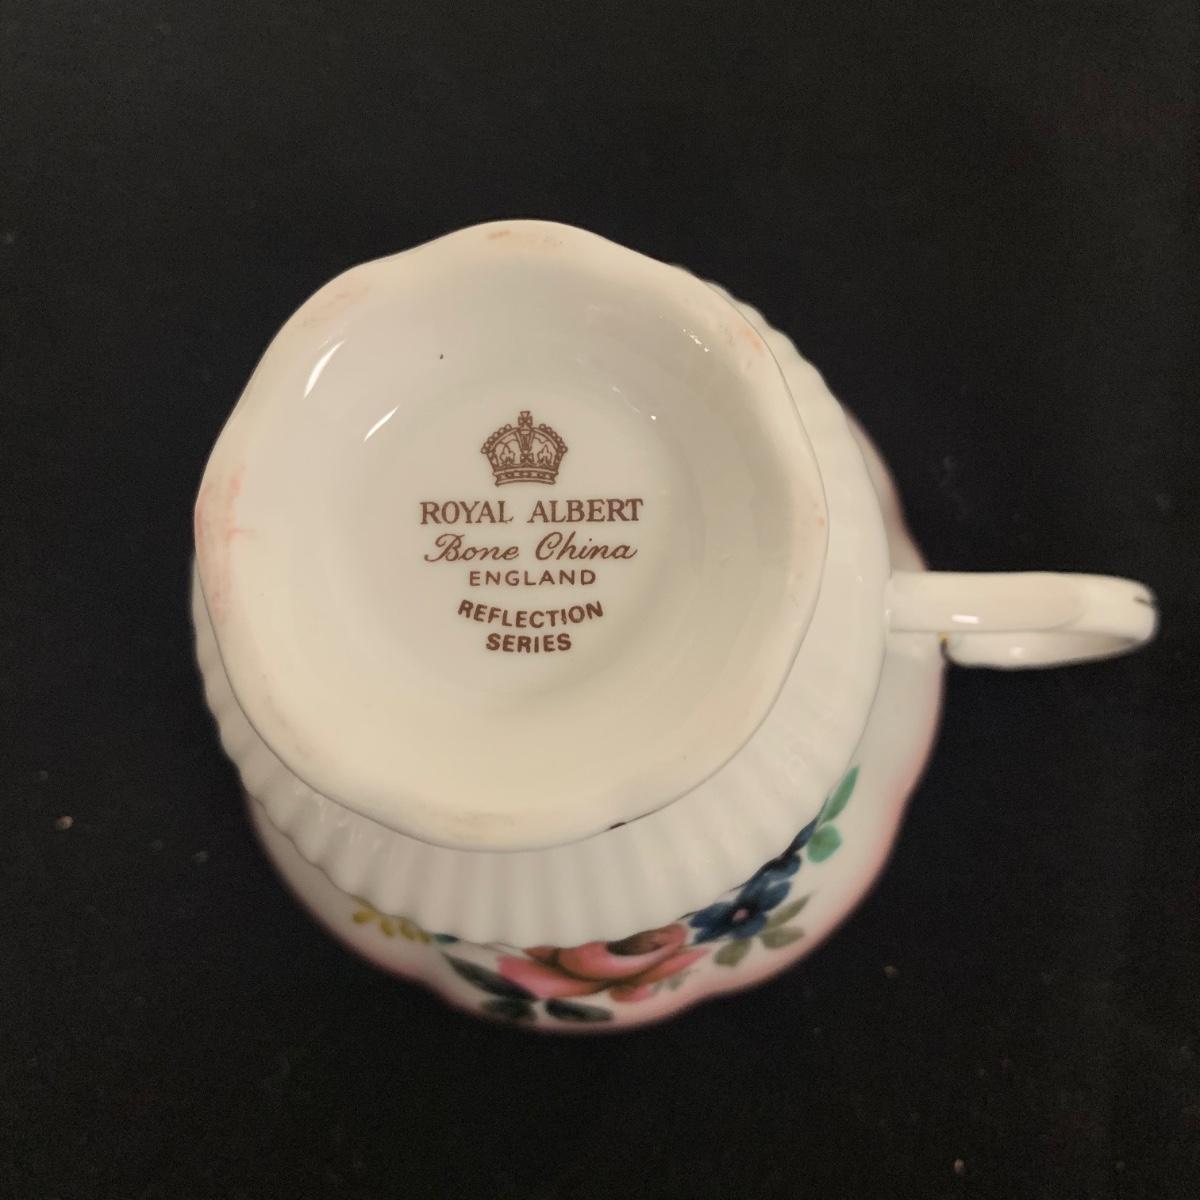 ROYAL ALBERT
Bone China
ENGLAND
REFLECTION
SERIES